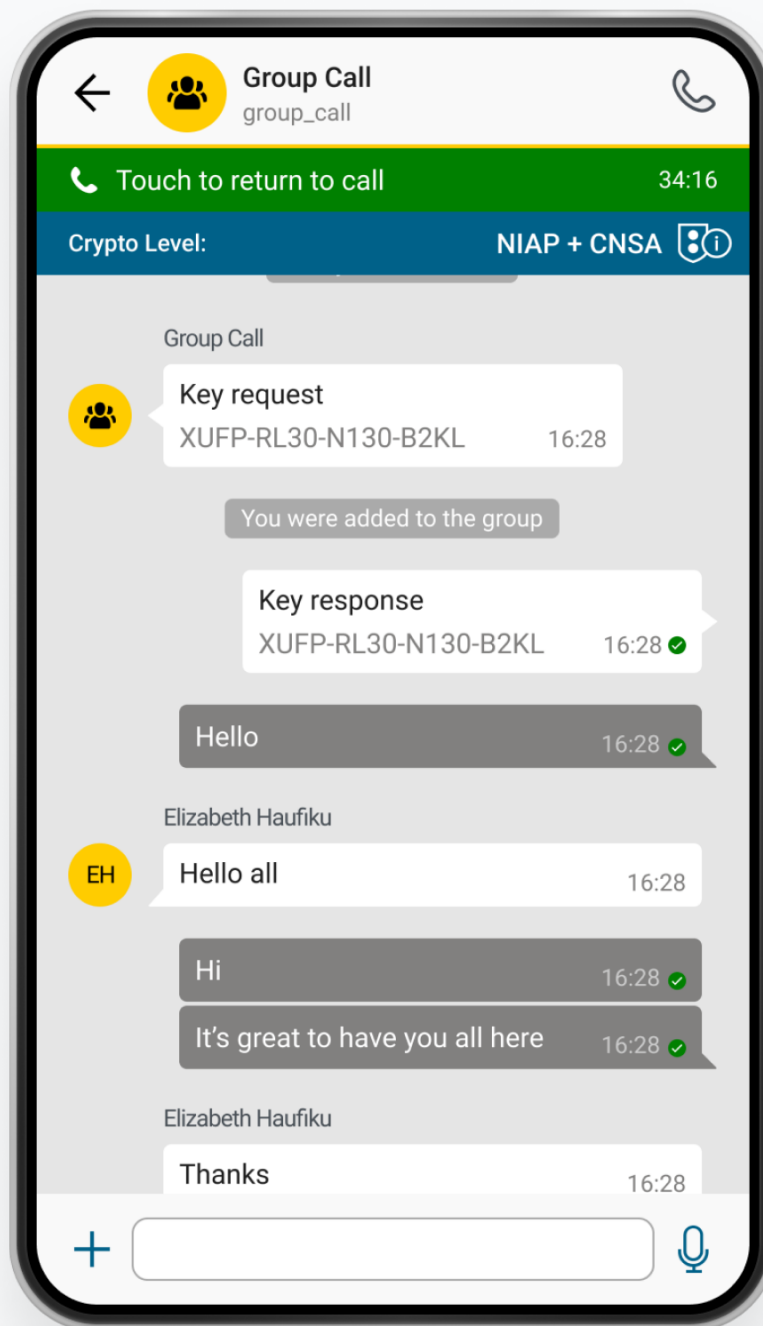 Group Call
group_call
Touch to return to call 34:16
Crypto Level: NIAP + CNSA
Group Call
Key request
XUFP-RL30-N130-B2KL 16:28
You were added to the group
Key response
XUFP-RL30-N130-B2KL 16:28
Hello 16:28
Elizabeth Haufiku
EH
Hello all 16:28
Hi 16:28
It’s great to have you all here 16:28
Elizabeth Haufiku
Thanks 16:28